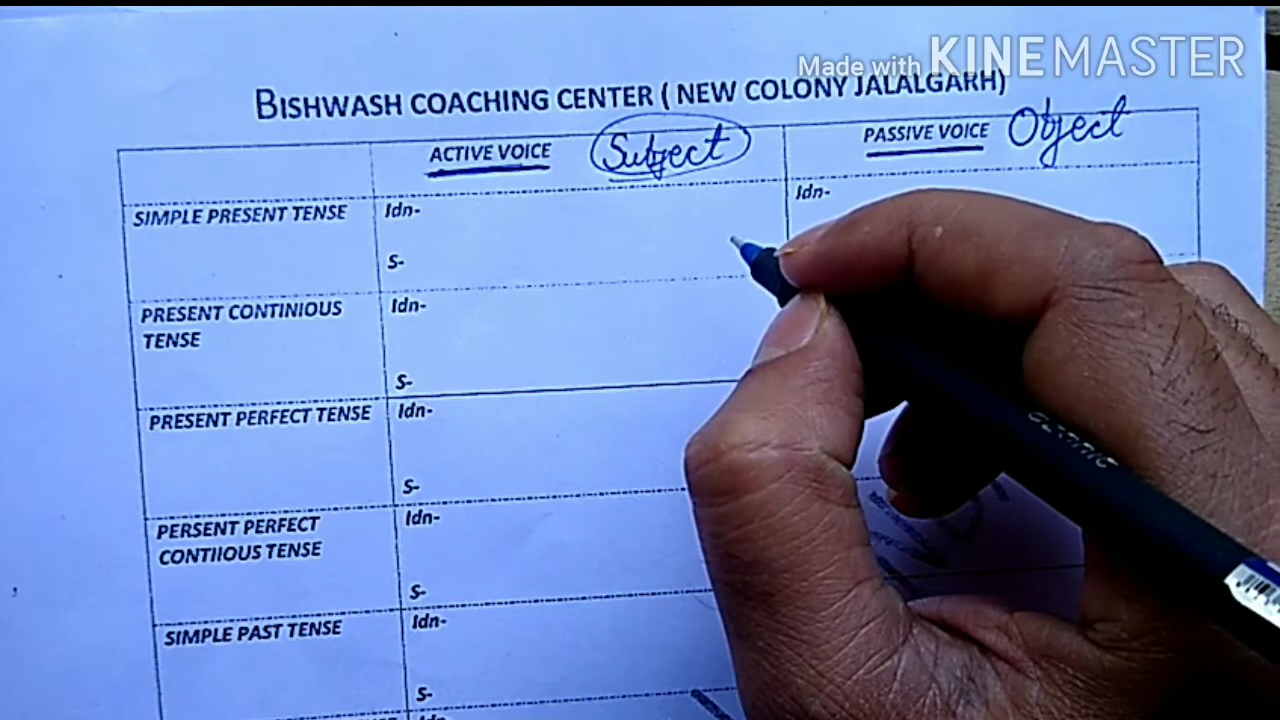 Made with KINEMASTER
BISHWASH COACHING CENTER ( NEW COLONY JALALGARH)
ACTIVE VOICE Subject PASSIVE VOICE Object
SIMPLE PRESENT TENSE Idn- Idn-
S-
PRESENT CONTINIOUS Idn-
TENSE
S-
PRESENT PERFECT TENSE Idn-
S-
PERSENT PERFECT Idn-
CONTIIOUS TENSE
S-
SIMPLE PAST TENSE Idn-
S-